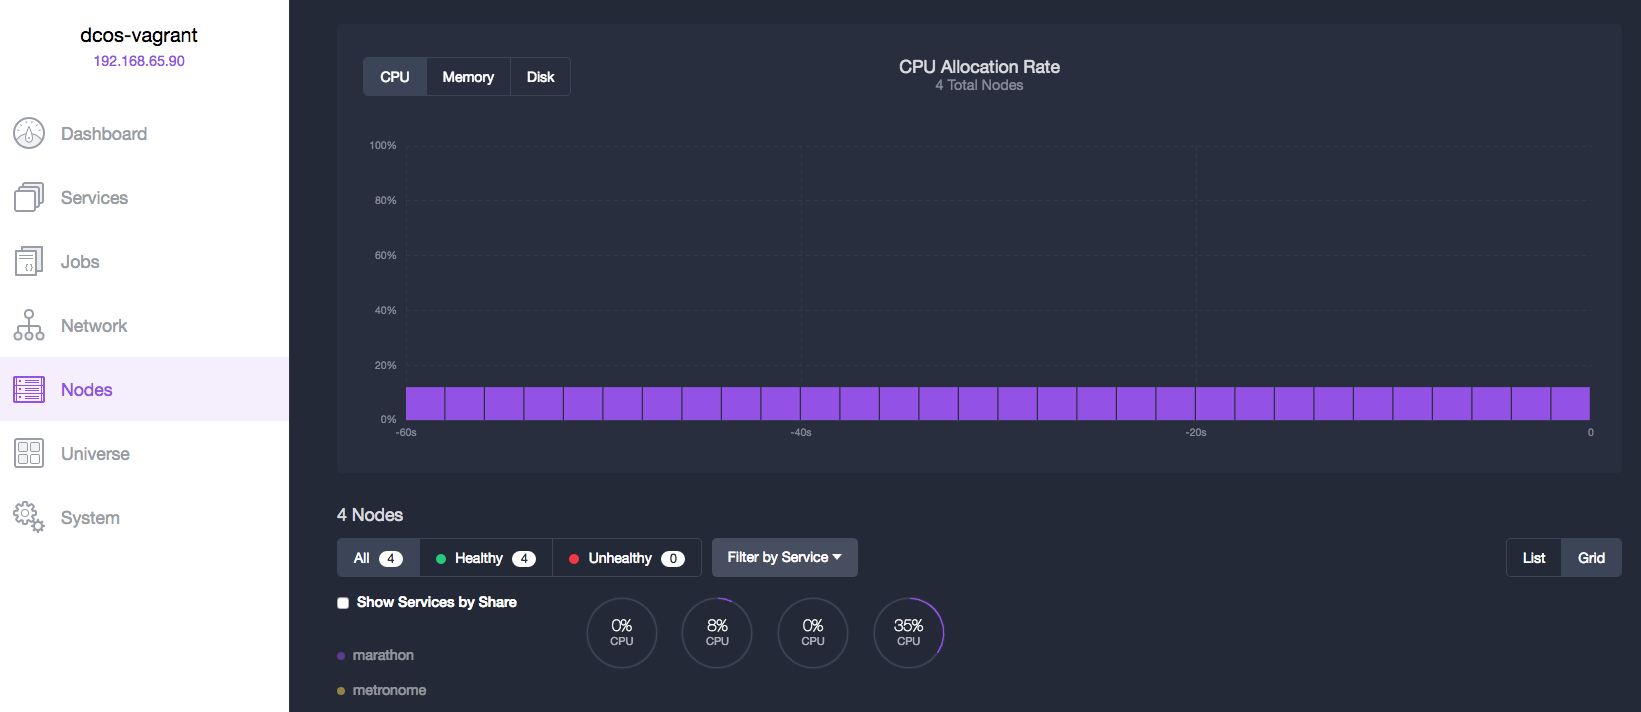 dcos-vagrant
192.168.65.90
Dashboard
Services
Jobs
{}
Network
Nodes
Universe
System
CPU Memory Disk
CPU Allocation Rate
4 Total Nodes
100%
80%
60%
40%
20%
0%
-60s -40s -20s 0
4 Nodes
All 4 Healthy 4 Unhealthy 0 Filter by Service List Grid
Show Services by Share
marathon
metronome
0% CPU
8% CPU
0% CPU
35% CPU